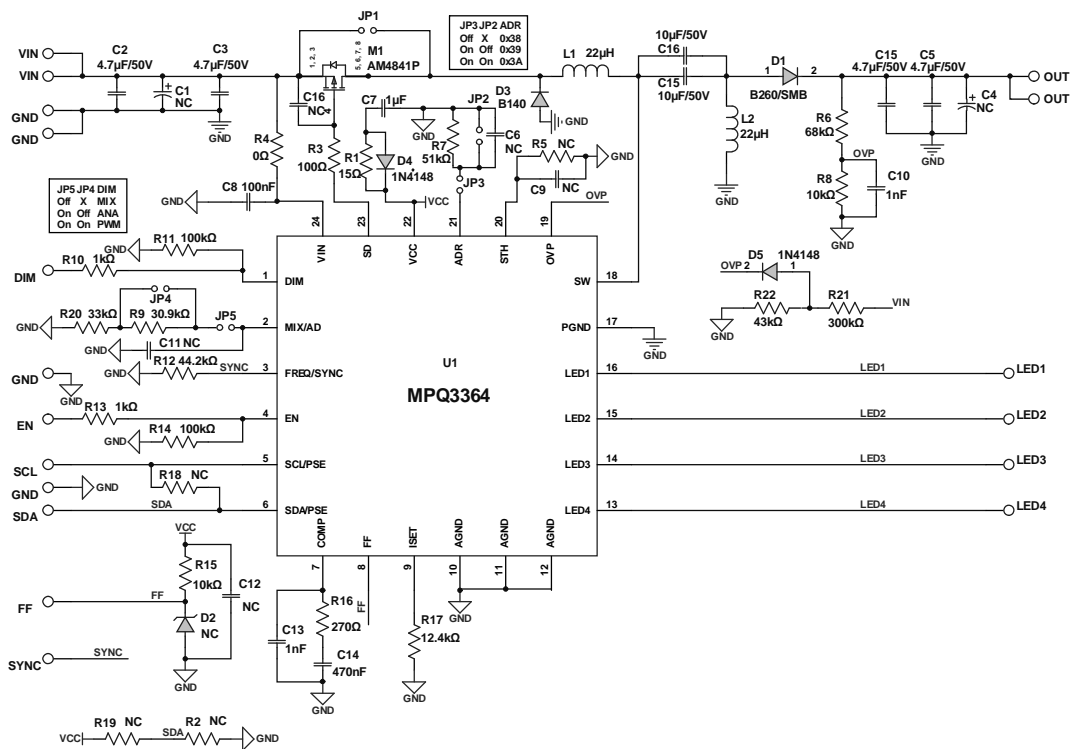 JP1
JP3 JP2 ADR
Off X 0x38
On Off 0x39
On On 0x3A
VIN
VIN
GND
GND
C2
4.7µF/50V
C1
NC
C3
4.7µF/50V
GND
1, 2, 3
5, 6, 7, 8
4
M1
AM4841P
C16
NC
R4
0Ω
R3
100Ω
C7
1µF
R1
15Ω
D4
1N4148
GND
JP2
R7
51kΩ
C6
NC
JP3
VCC
D3
B140
GND
L1 22µH
R5 NC
C9 NC
GND
OVP
10µF/50V
C16
C15
10µF/50V
L2
22µH
GND
D1
1 2
B260/SMB
C15
4.7µF/50V
C5
4.7µF/50V
C4
NC
GND
OUT
OUT
R6
68kΩ
OVP
R8
10kΩ
C10
1nF
GND
C8 100nF
GND
JP5 JP4 DIM
Off X MIX
On Off ANA
On On PWM
24 23 22 21 20 19
VIN SD VCC ADR STH OVP
GND
R11 100kΩ
DIM
R10 1kΩ
1 DIM
JP4
GND
R20 33kΩ
R9 30.9kΩ
JP5
2 MIX/AD
GND
C11 NC
GND
R12 44.2kΩ
SYNC
3 FREQ/SYNC
GND
GND
EN
R13 1kΩ
4 EN
GND
R14 100kΩ
SCL
5 SCL/PSE
R18 NC
GND
GND
SDA
SDA
6 SDA/PSE
U1
MPQ3364
SW 18
PGND 17
GND
LED1 16
LED1
LED1
LED2 15
LED2
LED2
LED3 14
LED3
LED3
LED4 13
LED4
LED4
D5 1N4148
OVP 2 1
R22
43kΩ
R21
300kΩ
VIN
GND
COMP FF ISET AGND AGND AGND
7 8 9 10 11 12
FF
GND
R17
12.4kΩ
GND
R16
270Ω
C13
1nF
C14
470nF
GND
VCC
R15
10kΩ
C12
NC
FF
FF
D2
NC
GND
SYNC
SYNC
VCC
R19 NC
SDA
R2 NC
GND